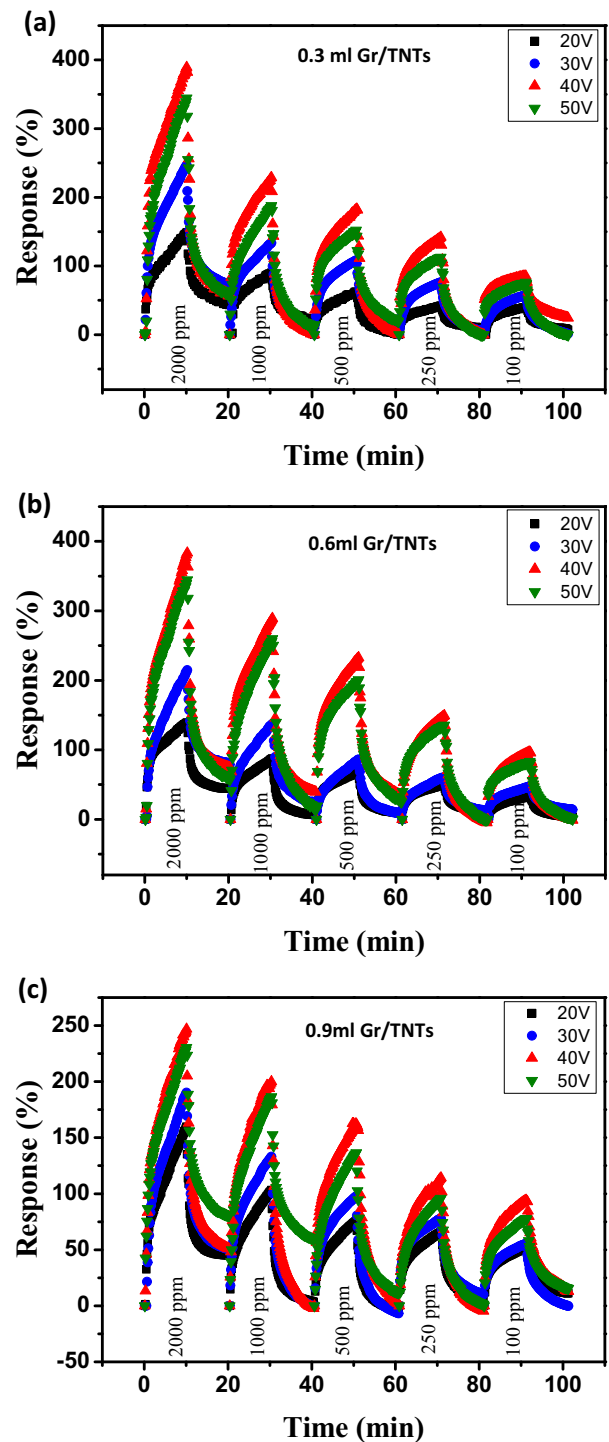 (a)
0.3 ml Gr/TNTs
20V
30V
40V
50V
Response (%)
400
300
200
100
0
2000 ppm
1000 ppm
500 ppm
250 ppm
100 ppm
0 20 40 60 80 100
Time (min)
(b)
0.6ml Gr/TNTs
20V
30V
40V
50V
Response (%)
400
300
200
100
0
2000 ppm
1000 ppm
500 ppm
250 ppm
100 ppm
0 20 40 60 80 100
Time (min)
(c)
0.9ml Gr/TNTs
20V
30V
40V
50V
Response (%)
250
200
150
100
50
0
-50
2000 ppm
1000 ppm
500 ppm
250 ppm
100 ppm
0 20 40 60 80 100
Time (min)